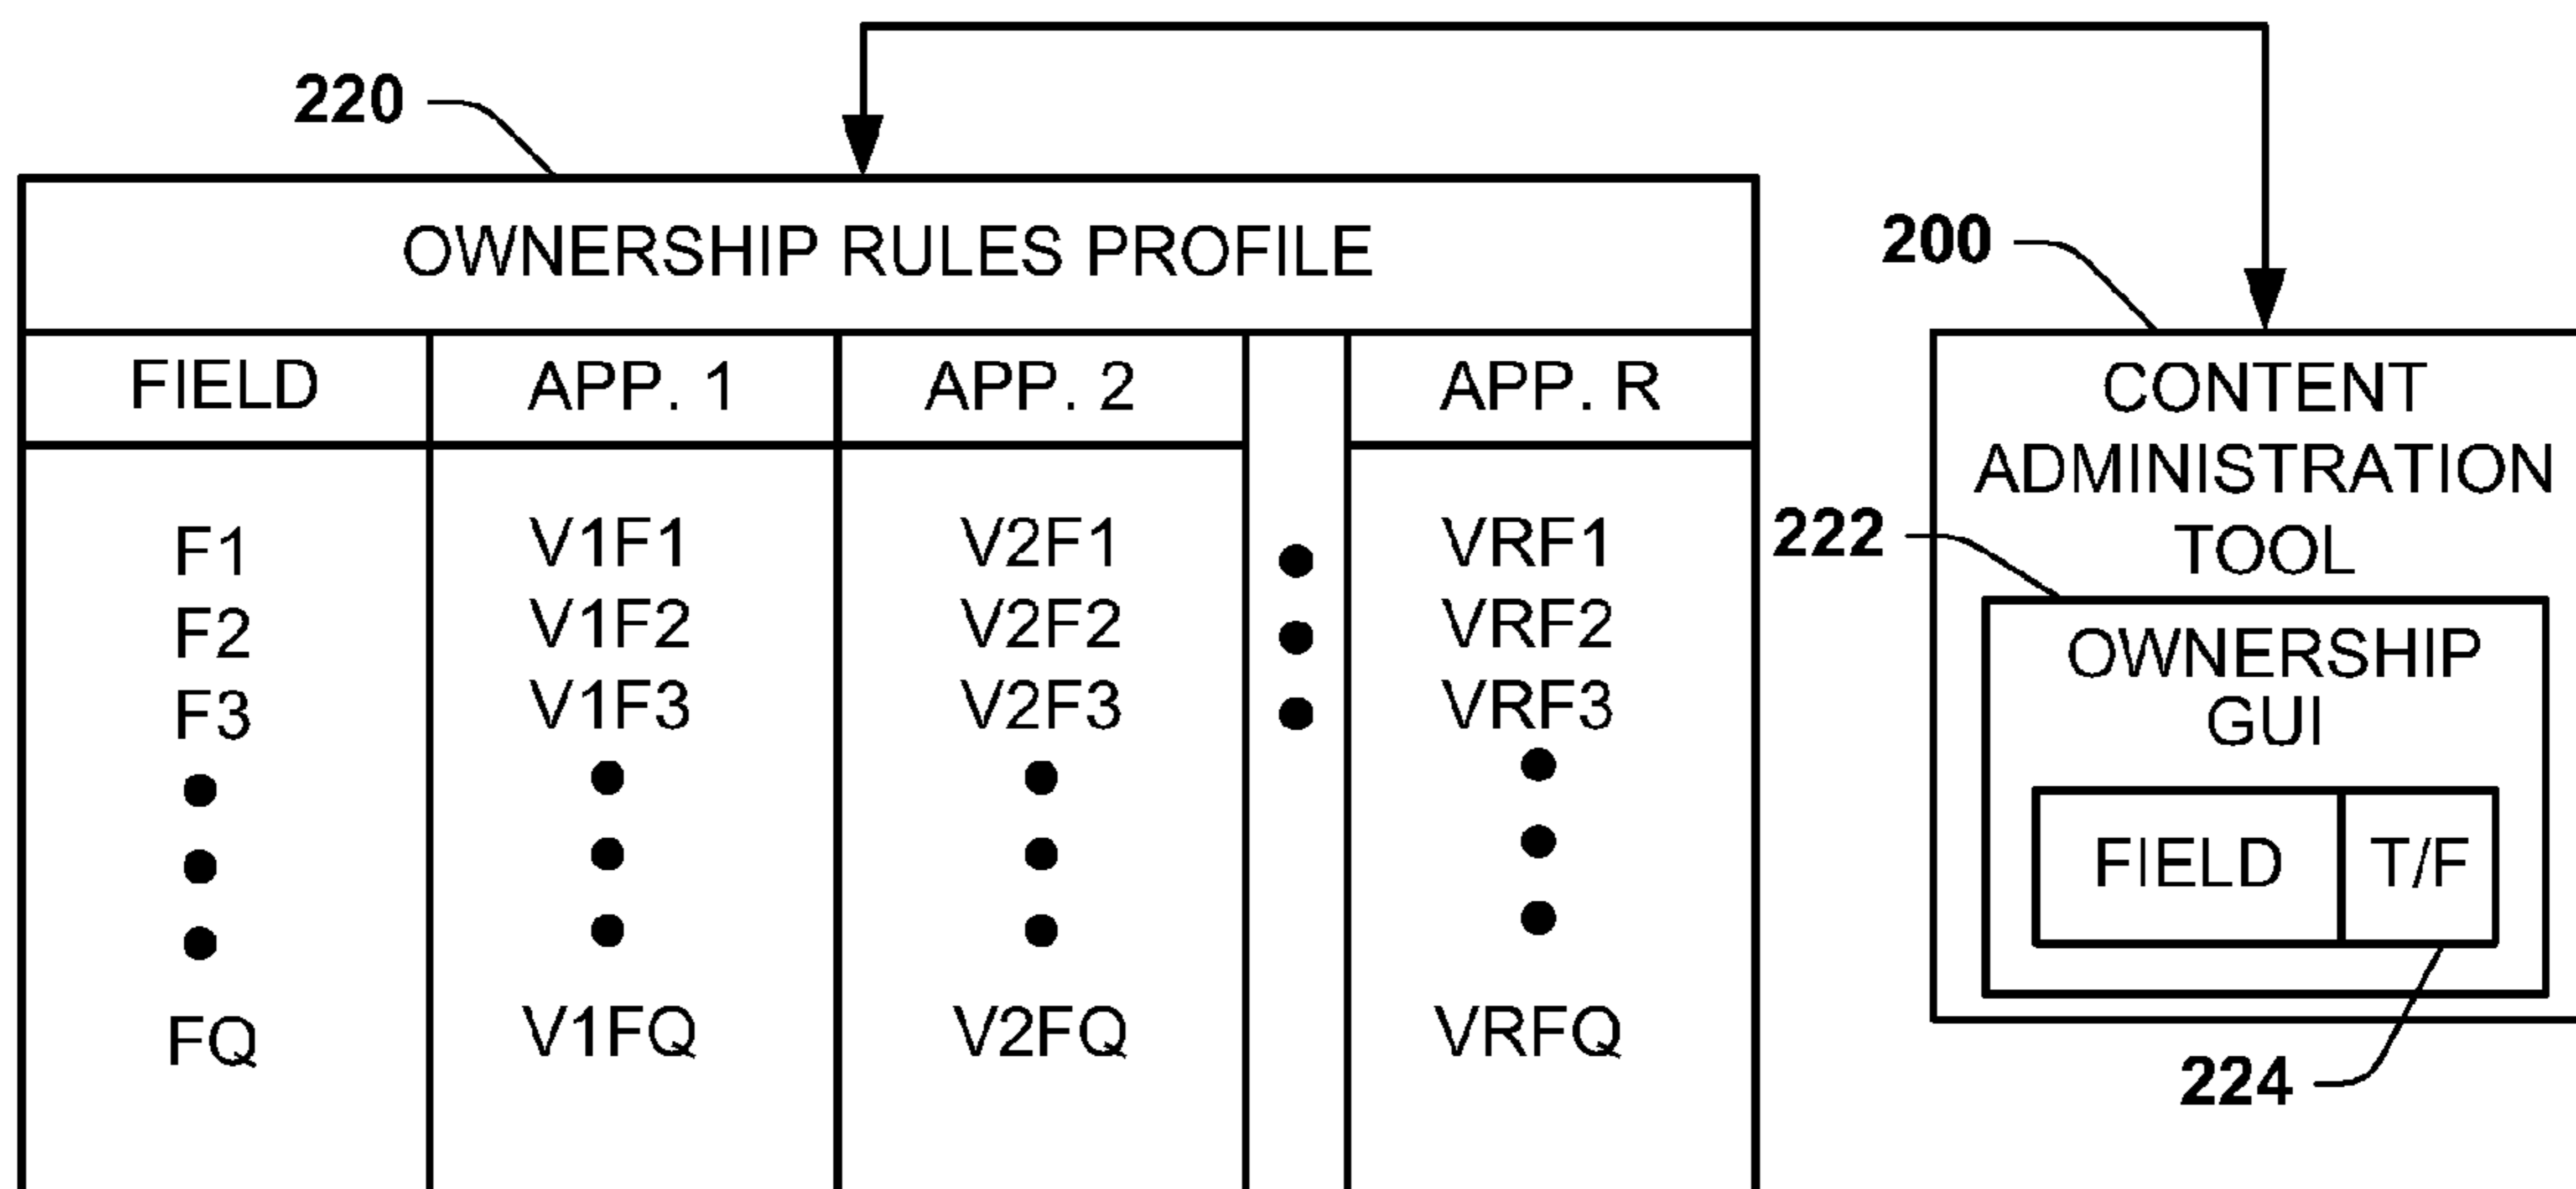 220
OWNERSHIP RULES PROFILE
FIELD APP. 1 APP. 2 APP. R
F1 V1F1 V2F1 VRF1
F2 V1F2 V2F2 VRF2
F3 V1F3 V2F3 VRF3
FQ V1FQ V2FQ VRFQ
200
CONTENT
ADMINISTRATION
TOOL
222
OWNERSHIP
GUI
FIELD T/F
224